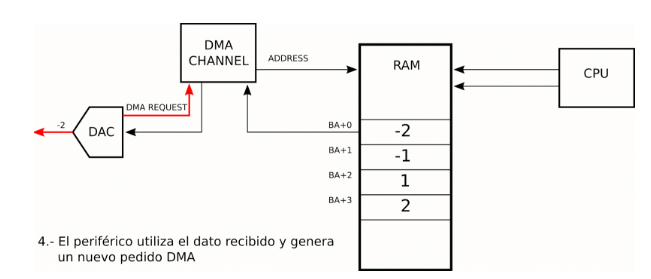 DMA
CHANNEL
ADDRESS
RAM
CPU
DMA REQUEST
-2
DAC
BA+0
-2
BA+1
-1
BA+2
1
BA+3
2
4.- El periférico utiliza el dato recibido y genera
un nuevo pedido DMA